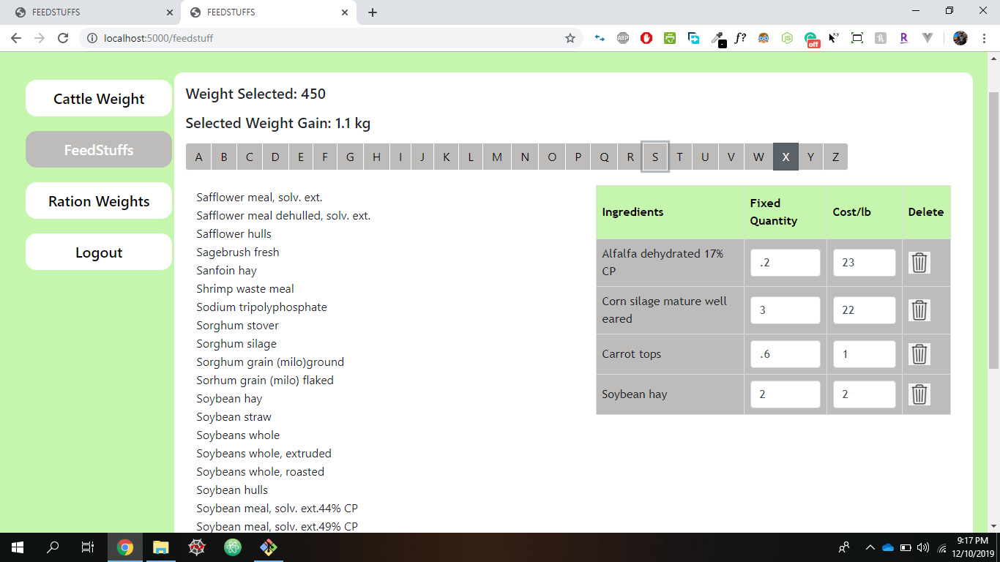 FEEDSTUFFS
FEEDSTUFFS
localhost:5000/feedstuff
ABP
f?
off
x,y
R
Cattle Weight
FeedStuffs
Ration Weights
Logout
Weight Selected: 450
Selected Weight Gain: 1.1 kg
A B C D E F G H I J K L M N O P Q R S T U V W X Y Z
Safflower meal, solv. ext.
Safflower meal dehulled, solv. ext.
Safflower hulls
Sagebrush fresh
Sanfoin hay
Shrimp waste meal
Sodium tripolyphosphate
Sorghum stover
Sorghum silage
Sorghum grain (milo)ground
Sorhum grain (milo) flaked
Soybean hay
Soybean straw
Soybeans whole
Soybeans whole, extruded
Soybeans whole, roasted
Soybean hulls
Soybean meal, solv. ext.44% CP
Soybean meal, solv. ext.49% CP
Ingredients Fixed Quantity Cost/lb Delete
Alfalfa dehydrated 17% CP .2 23
Corn silage mature well eared 3 22
Carrot tops .6 1
Soybean hay 2 2
9:17 PM
12/10/2019